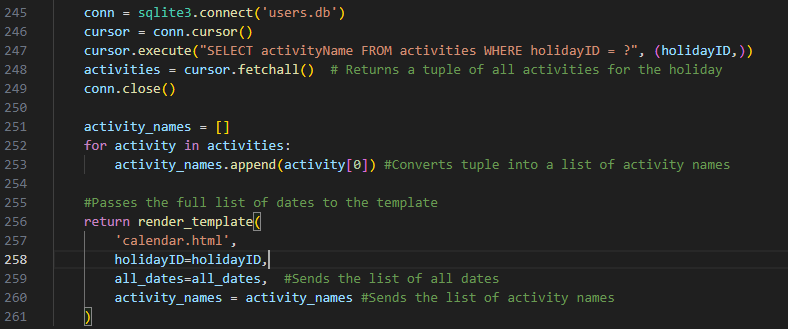 245 conn = sqlite3.connect('users.db')
246 cursor = conn.cursor()
247 cursor.execute("SELECT activityName FROM activities WHERE holidayID = ?", (holidayID,))
248 activities = cursor.fetchall()  # Returns a tuple of all activities for the holiday
249 conn.close()
250
251 activity_names = []
252 for activity in activities:
253     activity_names.append(activity[0]) #Converts tuple into a list of activity names
254
255 #Passes the full list of dates to the template
256 return render_template(
257     'calendar.html',
258     holidayID=holidayID,
259     all_dates=all_dates,  #Sends the list of all dates
260     activity_names = activity_names #Sends the list of activity names
261 )